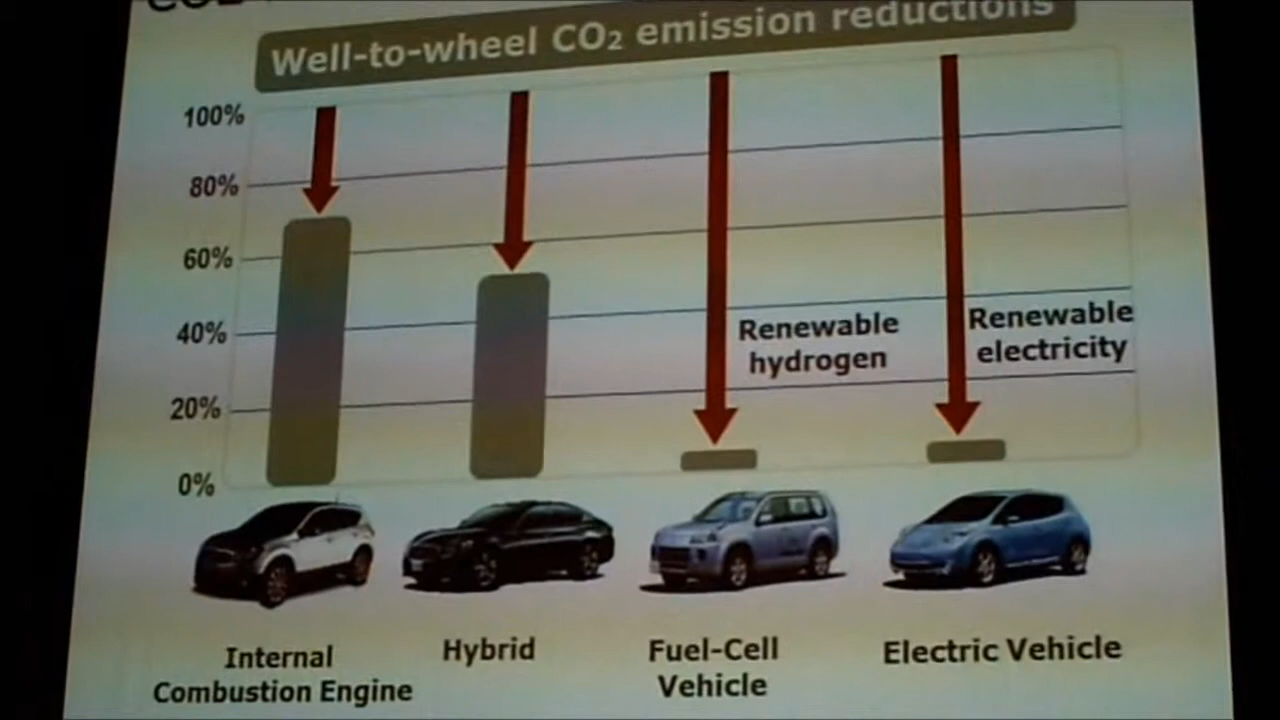 Well-to-wheel CO₂ emission reductions
100%
80%
60%
40%
20%
0%
Renewable
hydrogen
Renewable
electricity
Internal
Combustion Engine
Hybrid
Fuel-Cell
Vehicle
Electric Vehicle